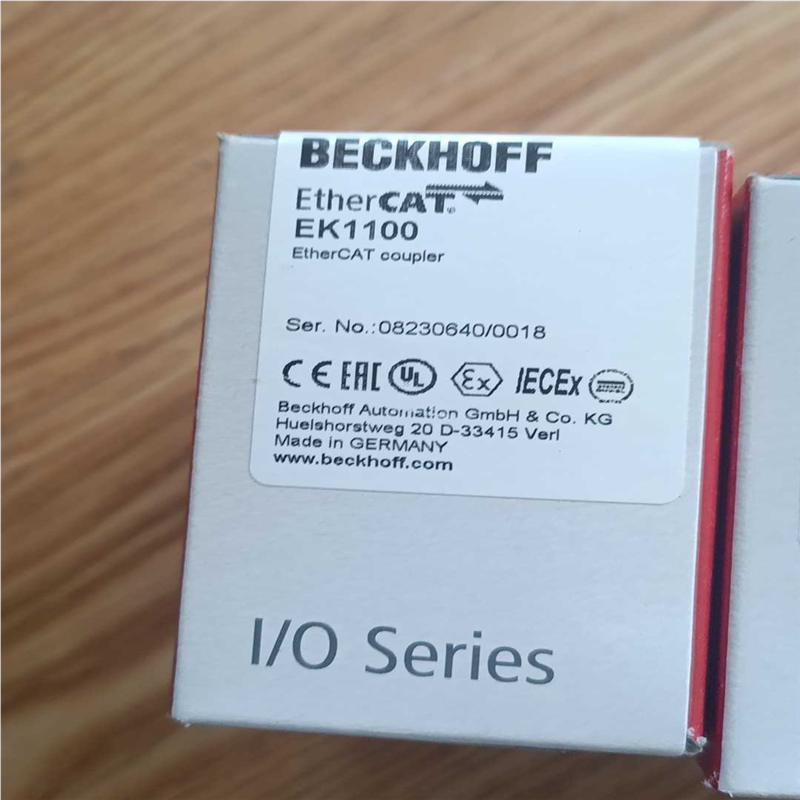 BECKHOFF
EtherCAT
EK1100
EtherCAT coupler
Ser. No.:08230640/0018
CE EAC UL Ex IECEx
Beckhoff Automation GmbH & Co. KG
Huelshorstweg 20 D-33415 Verl
Made in GERMANY
www.beckhoff.com
I/O Series